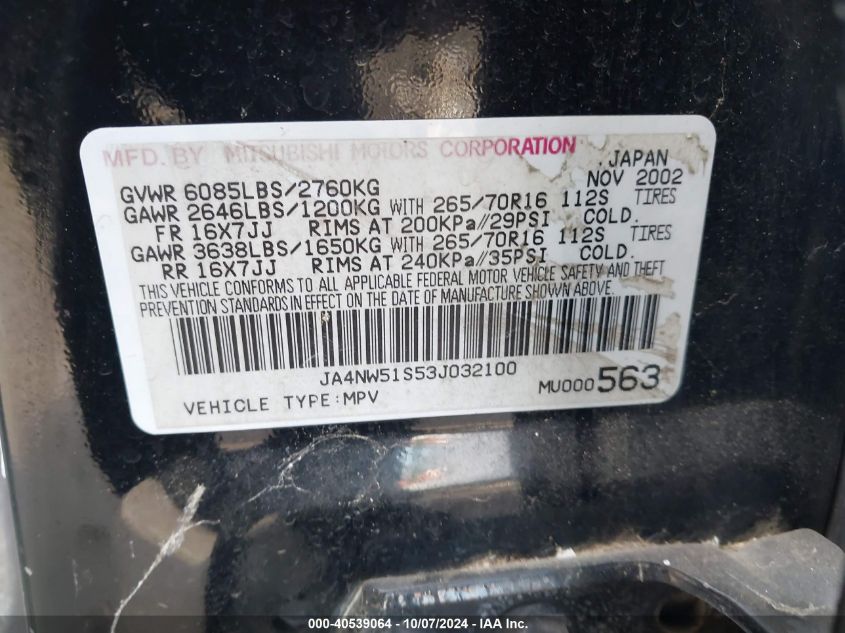 MFD. BY MITSUBISHI MOTORS CORPORATION
JAPAN
GVWR 6085LBS/2760KG NOV 2002
GAWR 2646LBS/1200KG WITH 265/70R16 112S TIRES
FR 16X7JJ RIMS AT 200KPa//29PSI COLD.
GAWR 3638LBS/1650KG WITH 265/70R16 112S TIRES
RR 16X7JJ RIMS AT 240KPa//35PSI COLD.
THIS VEHICLE CONFORMS TO ALL APPLICABLE FEDERAL MOTOR VEHICLE SAFETY AND THEFT
PREVENTION STANDARDS IN EFFECT ON THE DATE OF MANUFACTURE SHOWN ABOVE.
JA4NW51S53J032100
MU000563
VEHICLE TYPE:MPV
000-40539064 - 10/07/2024 - IAA Inc.